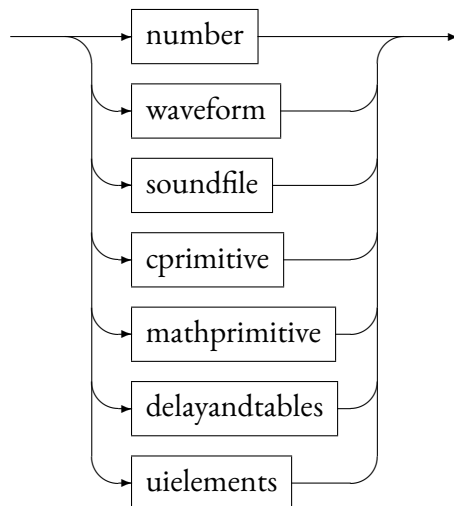 number
waveform
soundfile
cprimitive
mathprimitive
delayandtables
uielements